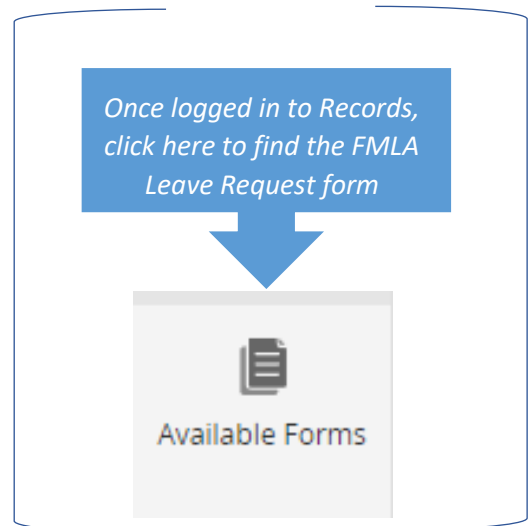 Once logged in to Records,
click here to find the FMLA
Leave Request form
Available Forms